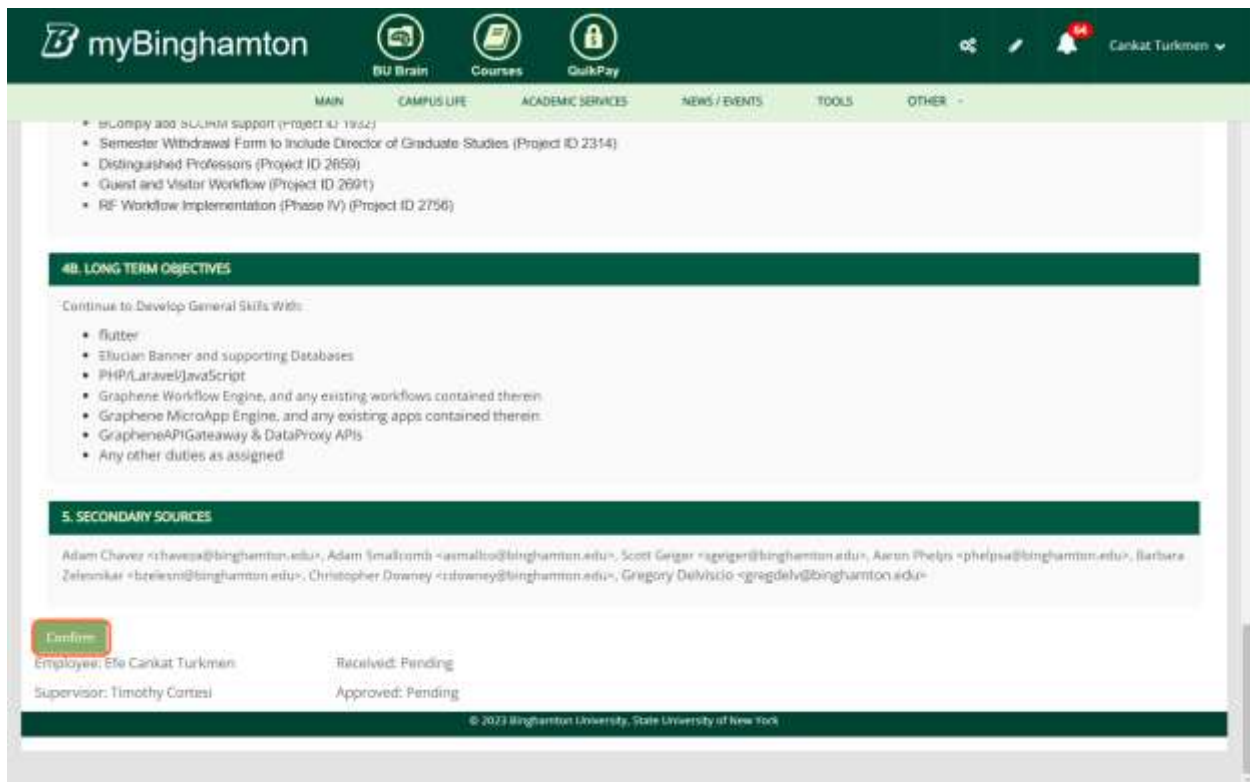 myBinghamton
BU Brain
Courses
QuikPay
64
Cankat Turkmen
MAIN CAMPUS LIFE ACADEMIC SERVICES NEWS / EVENTS TOOLS OTHER
• BComply add support (Project ID 1932)
• Semester Withdrawal Form to Include Director of Graduate Studies (Project ID 2314)
• Distinguished Professors (Project ID 2659)
• Guest and Visitor Workflow (Project ID 2691)
• RF Workflow Implementation (Phase IV) (Project ID 2756)
4B. LONG TERM OBJECTIVES
Continue to Develop General Skills With:
• flutter
• Ellucian Banner and supporting Databases
• PHP/Laravel/JavaScript
• Graphene Workflow Engine, and any existing workflows contained therein
• Graphene MicroApp Engine, and any existing apps contained therein
• GrapheneAPIGateaway & DataProxy APIs
• Any other duties as assigned
5. SECONDARY SOURCES
Adam Chavez <chaveza@binghamton.edu>, Adam Smallcomb <asmallco@binghamton.edu>, Scott Geiger <sgeiger@binghamton.edu>, Aaron Phelps <phelpsa@binghamton.edu>, Barbara
Zelesnikar <bzelesni@binghamton.edu>, Christopher Downey <cdowney@binghamton.edu>, Gregory Delviscio <gregdelv@binghamton.edu>
Confirm
Employee: Efe Cankat Turkmen Received: Pending
Supervisor: Timothy Cortesi Approved: Pending
© 2023 Binghamton University, State University of New York